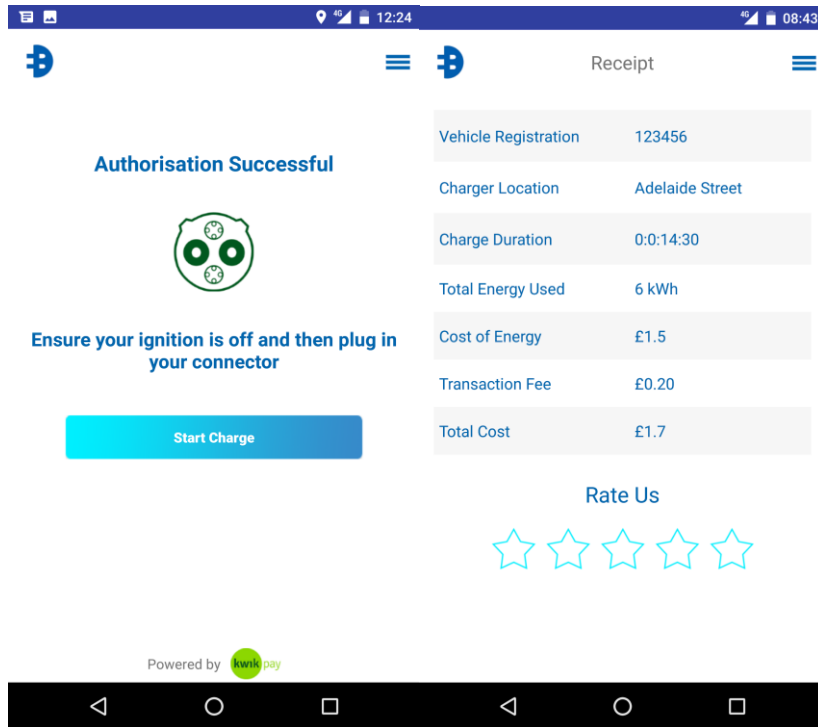 4G 12:24
Authorisation Successful
Ensure your ignition is off and then plug in
your connector
Start Charge
Powered by kwik pay
4G 08:43
Receipt
Vehicle Registration 123456
Charger Location Adelaide Street
Charge Duration 0:0:14:30
Total Energy Used 6 kWh
Cost of Energy £1.5
Transaction Fee £0.20
Total Cost £1.7
Rate Us